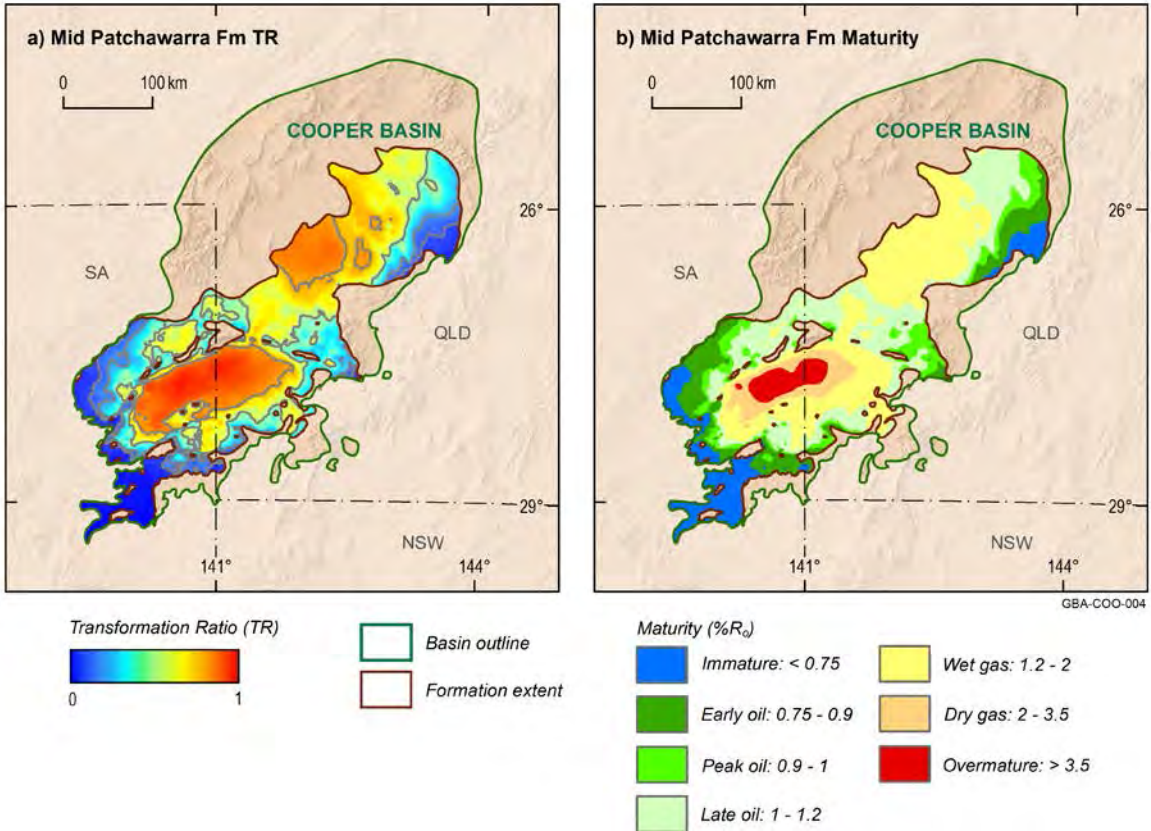 a) Mid Patchawarra Fm TR
0 100 km
COOPER BASIN
26°
SA
QLD
29°
NSW
141° 144°
b) Mid Patchawarra Fm Maturity
0 100 km
COOPER BASIN
SA
QLD
NSW
141° 144°
GBA-COO-004
Transformation Ratio (TR)
0 1
Basin outline
Formation extent
Maturity (%Ro)
Immature: < 0.75
Early oil: 0.75 - 0.9
Peak oil: 0.9 - 1
Late oil: 1 - 1.2
Wet gas: 1.2 - 2
Dry gas: 2 - 3.5
Overmature: > 3.5